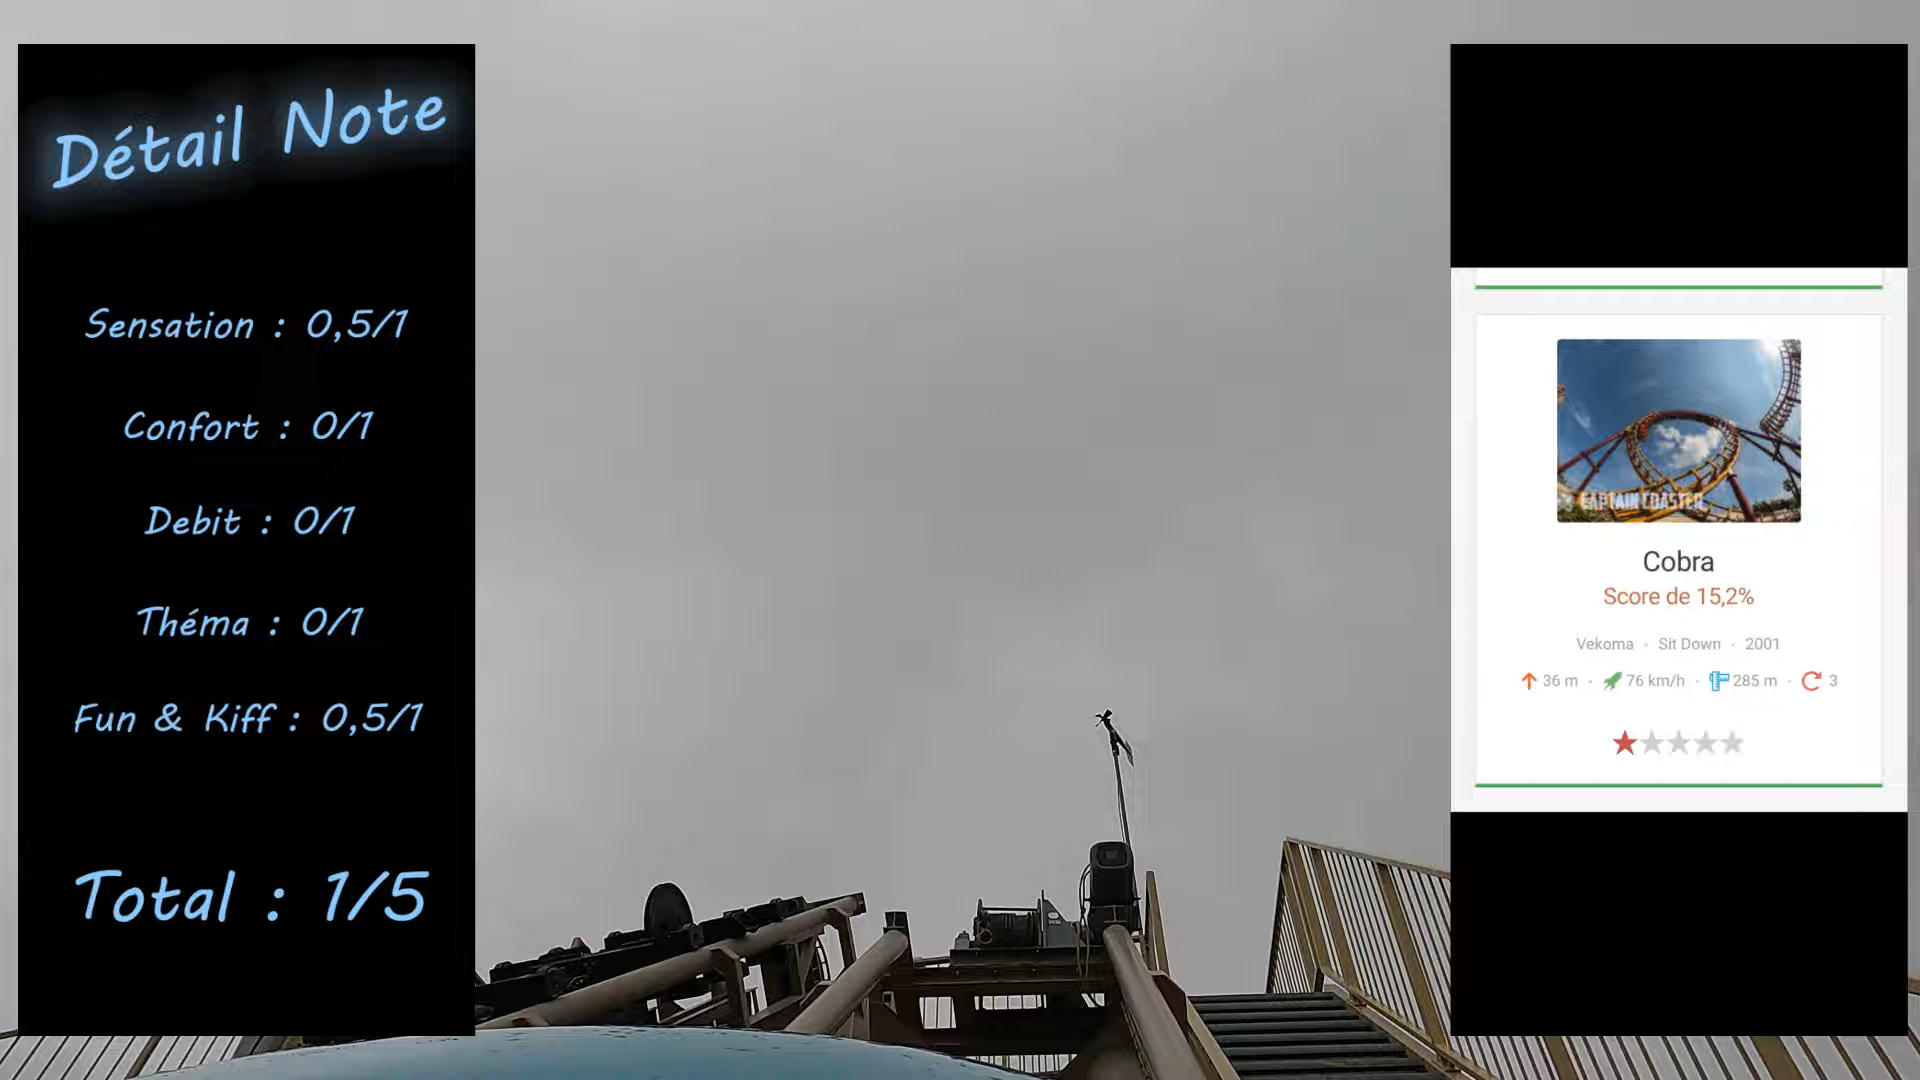 Détail Note
Sensation : 0,5/1
Confort : 0/1
Debit : 0/1
Théma : 0/1
Fun & Kiff : 0,5/1
Total : 1/5
CAPTAIN COASTER
Cobra
Score de 15,2%
Vekoma · Sit Down · 2001
36 m · 76 km/h · 285 m · 3